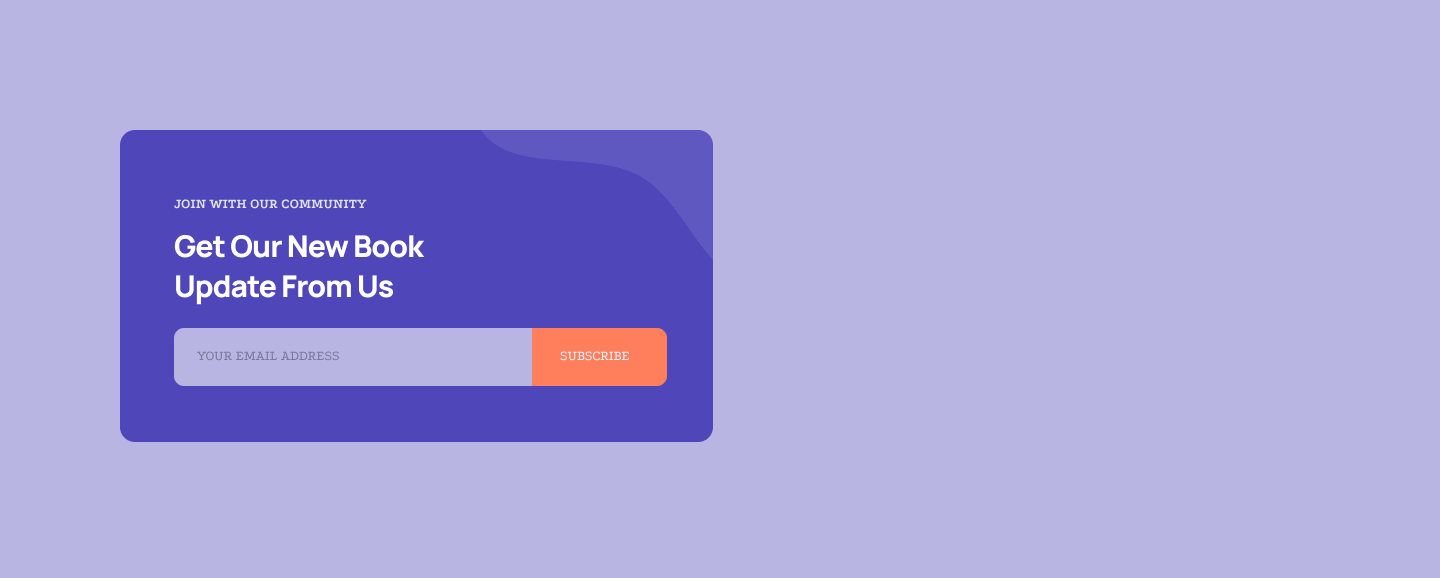 JOIN WITH OUR COMMUNITY
Get Our New Book
Update From Us
YOUR EMAIL ADDRESS
SUBSCRIBE